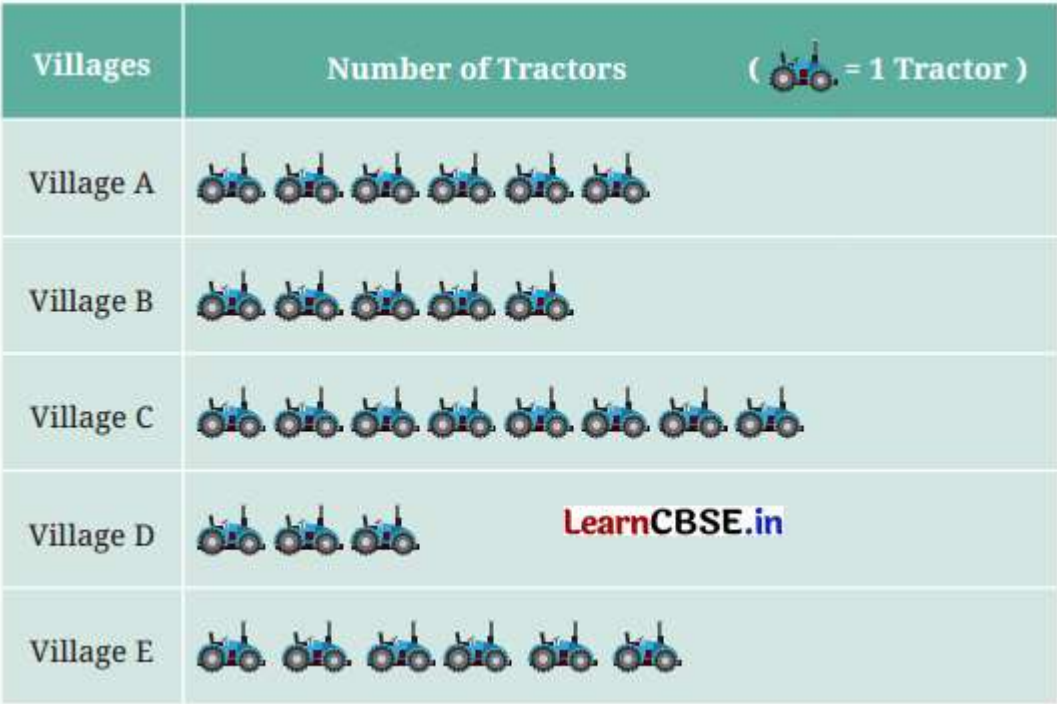 Villages
Number of Tractors ( = 1 Tractor )
Village A
Village B
Village C
Village D
LearnCBSE.in
Village E